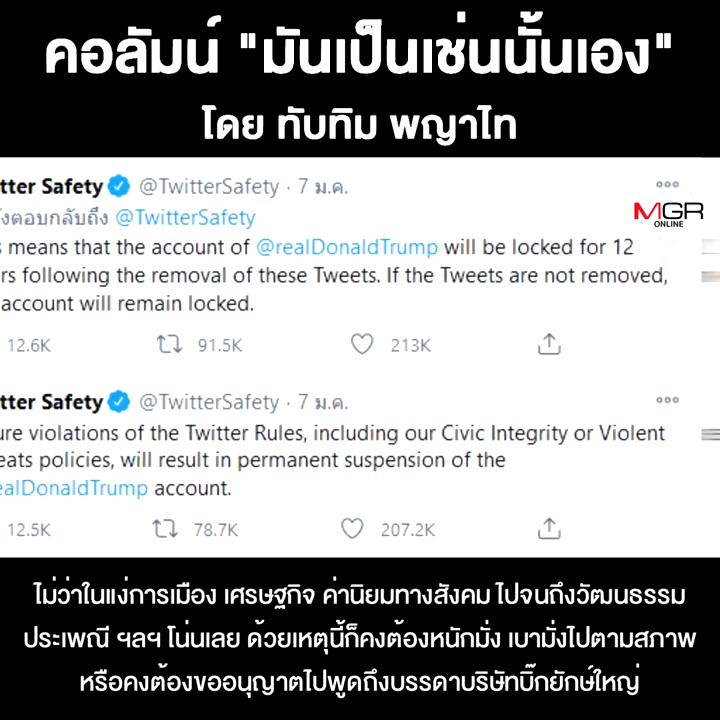 คอลัมน์ "มันเป็นเช่นนั้นเอง"
โดย ทับทิม พญาไท
tter Safety @TwitterSafety · 7 ม.ค.
MGR
ONLINE
งตอบกลับถึง @TwitterSafety
s means that the account of @realDonaldTrump will be locked for 12
rs following the removal of these Tweets. If the Tweets are not removed,
account will remain locked.
12.6K 91.5K 213K
tter Safety @TwitterSafety · 7 ม.ค.
ure violations of the Twitter Rules, including our Civic Integrity or Violent
eats policies, will result in permanent suspension of the
ealDonaldTrump account.
12.5K 78.7K 207.2K
ไม่ว่าในแง่การเมือง เศรษฐกิจ ค่านิยมทางสังคม ไปจนถึงวัฒนธรรม
ประเพณี ฯลฯ โน่นเลย ด้วยเหตุนี้ก็คงต้องหนักมั่ง เบามั่งไปตามสภาพ
หรือคงต้องขออนุญาตไปพูดถึงบรรดาบริษัทบิ๊กยักษ์ใหญ่